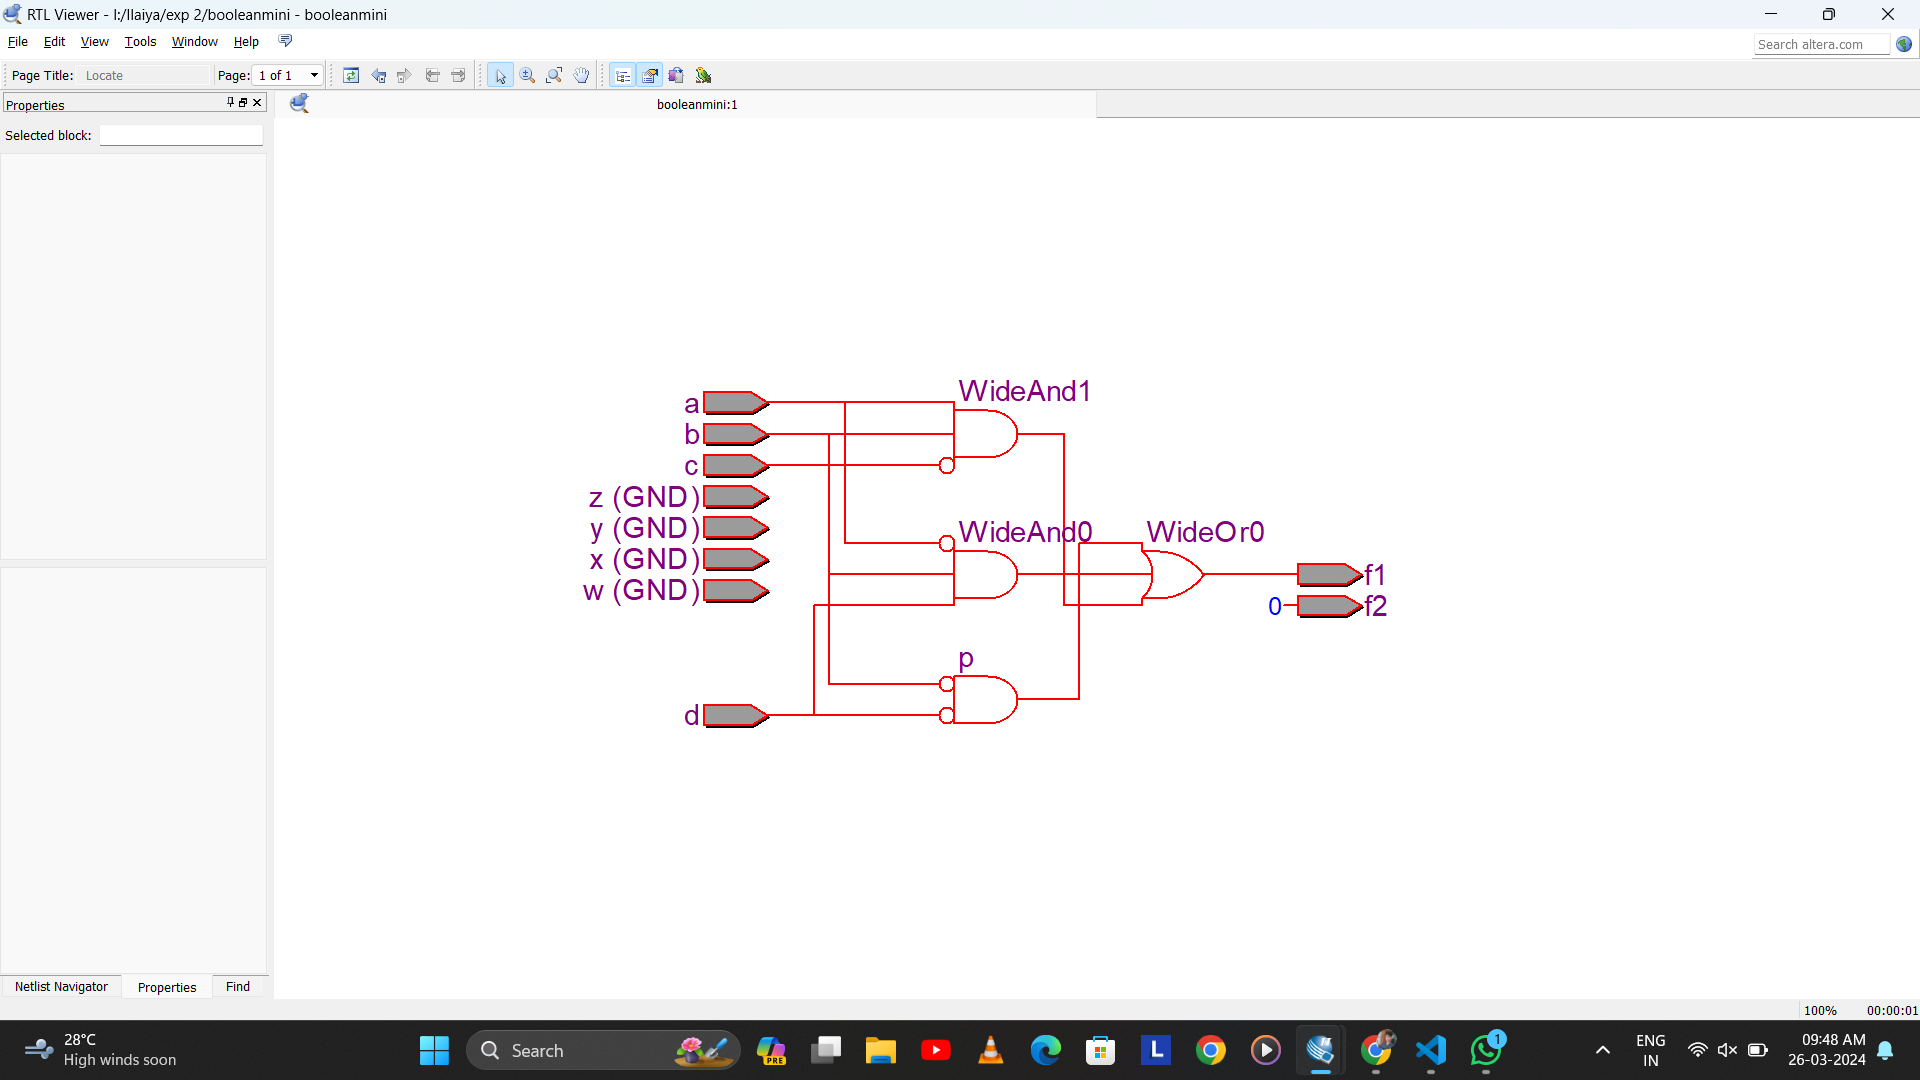 RTL Viewer - I:/Ilaiya/exp 2/booleanmini - booleanmini
File Edit View Tools Window Help
Search altera.com
Page Title: Locate Page: 1 of 1
Properties
booleanmini:1
Selected block:
WideAnd1
a
b
c
z (GND)
y (GND)
WideAnd0
WideOr0
x (GND)
f1
w (GND)
0
f2
p
d
Netlist Navigator Properties Find
100% 00:00:01
28°C
High winds soon
Search
PRE
L
1
ENG
IN
09:48 AM
26-03-2024